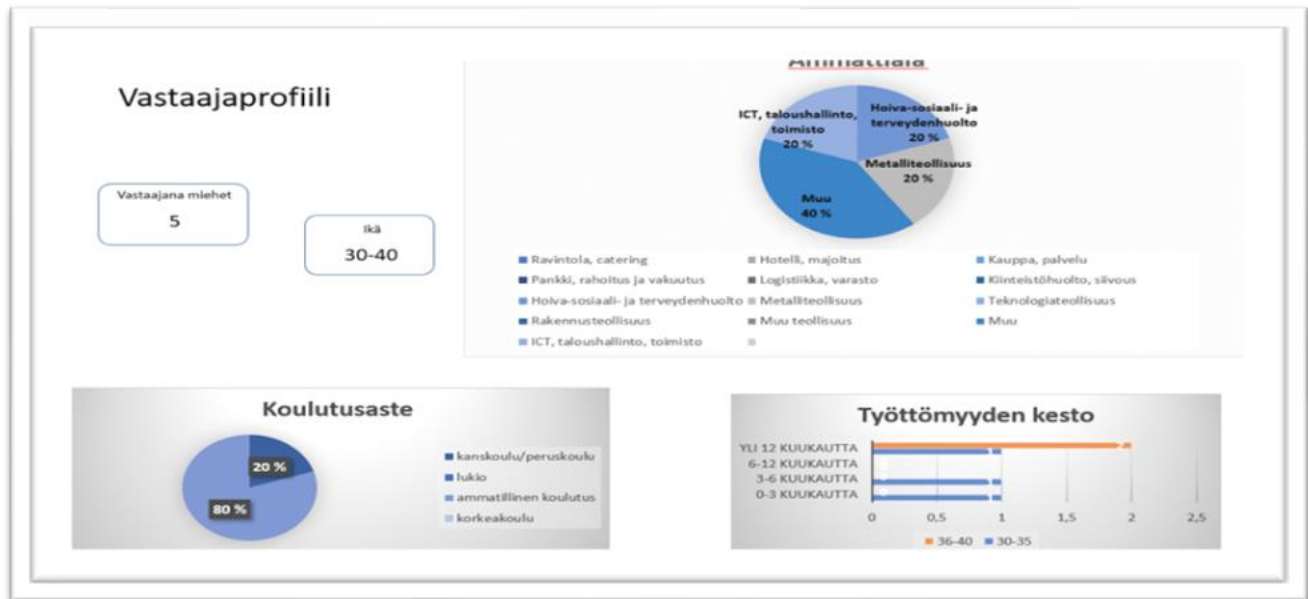 Vastaajaprofiili
Vastaajana miehet
5
Ikä
30-40
Ammattiala
ICT, taloushallinto,
toimisto
20 %
Hoiva-sosiaali- ja
terveydenhuolto
20 %
Metalliteollisuus
20 %
Muu
40 %
Ravintola, catering
Hotelli, majoitus
Kauppa, palvelu
Pankki, rahoitus ja vakuutus
Logistiikka, varasto
Kiinteistöhuolto, siivous
Hoiva-sosiaali- ja terveydenhuolto
Metalliteollisuus
Teknologiateollisuus
Rakennusteollisuus
Muu teollisuus
Muu
ICT, taloushallinto, toimisto
Koulutusaste
20 %
80 %
kanskoulu/peruskoulu
lukio
ammatillinen koulutus
korkeakoulu
Työttömyyden kesto
YLI 12 KUUKAUTTA
6-12 KUUKAUTTA
3-6 KUUKAUTTA
0-3 KUUKAUTTA
0 0,5 1 1,5 2 2,5
36-40 30-35